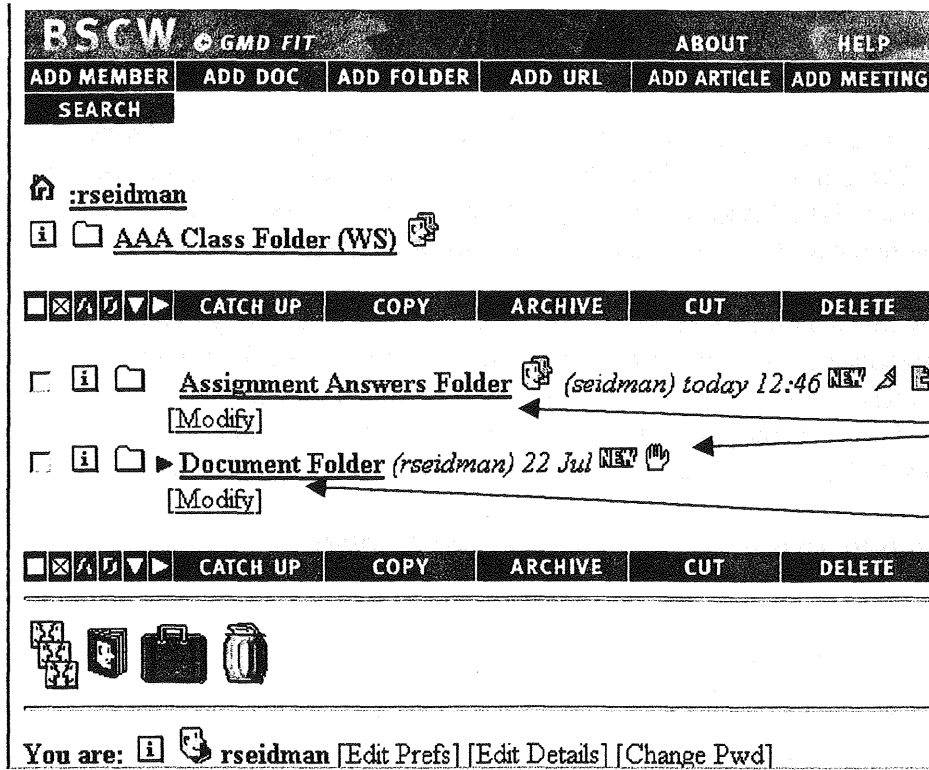 BSCW © GMD FIT ABOUT HELP
ADD MEMBER ADD DOC ADD FOLDER ADD URL ADD ARTICLE ADD MEETING
SEARCH
:rseidman
AAA Class Folder (WS)
CATCH UP COPY ARCHIVE CUT DELETE
Assignment Answers Folder (seidman) today 12:46 NEW
[Modify]
Document Folder (rseidman) 22 Jul NEW
[Modify]
CATCH UP COPY ARCHIVE CUT DELETE
You are: rseidman [Edit Prefs] [Edit Details] [Change Pwd]